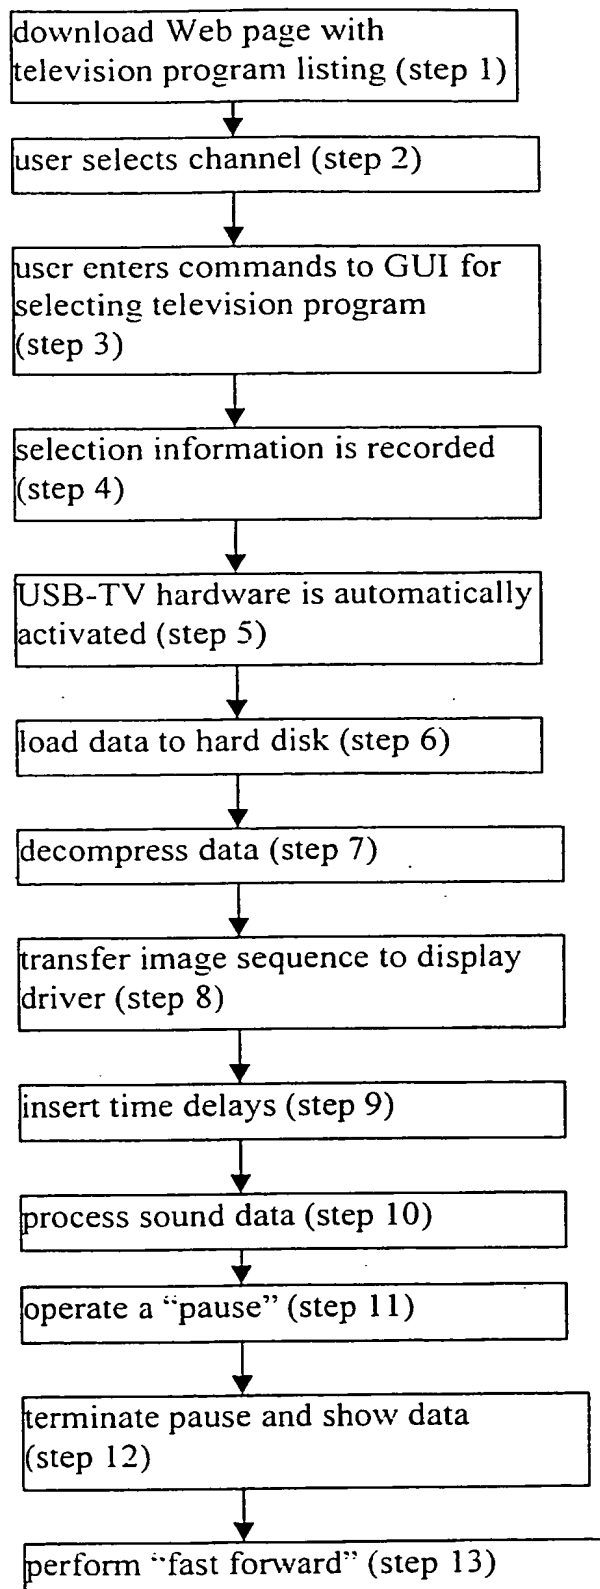 download Web page with
television program listing (step 1)
user selects channel (step 2)
user enters commands to GUI for
selecting television program
(step 3)
selection information is recorded
(step 4)
USB-TV hardware is automatically
activated (step 5)
load data to hard disk (step 6)
decompress data (step 7)
transfer image sequence to display
driver (step 8)
insert time delays (step 9)
process sound data (step 10)
operate a “pause” (step 11)
terminate pause and show data
(step 12)
perform “fast forward” (step 13)